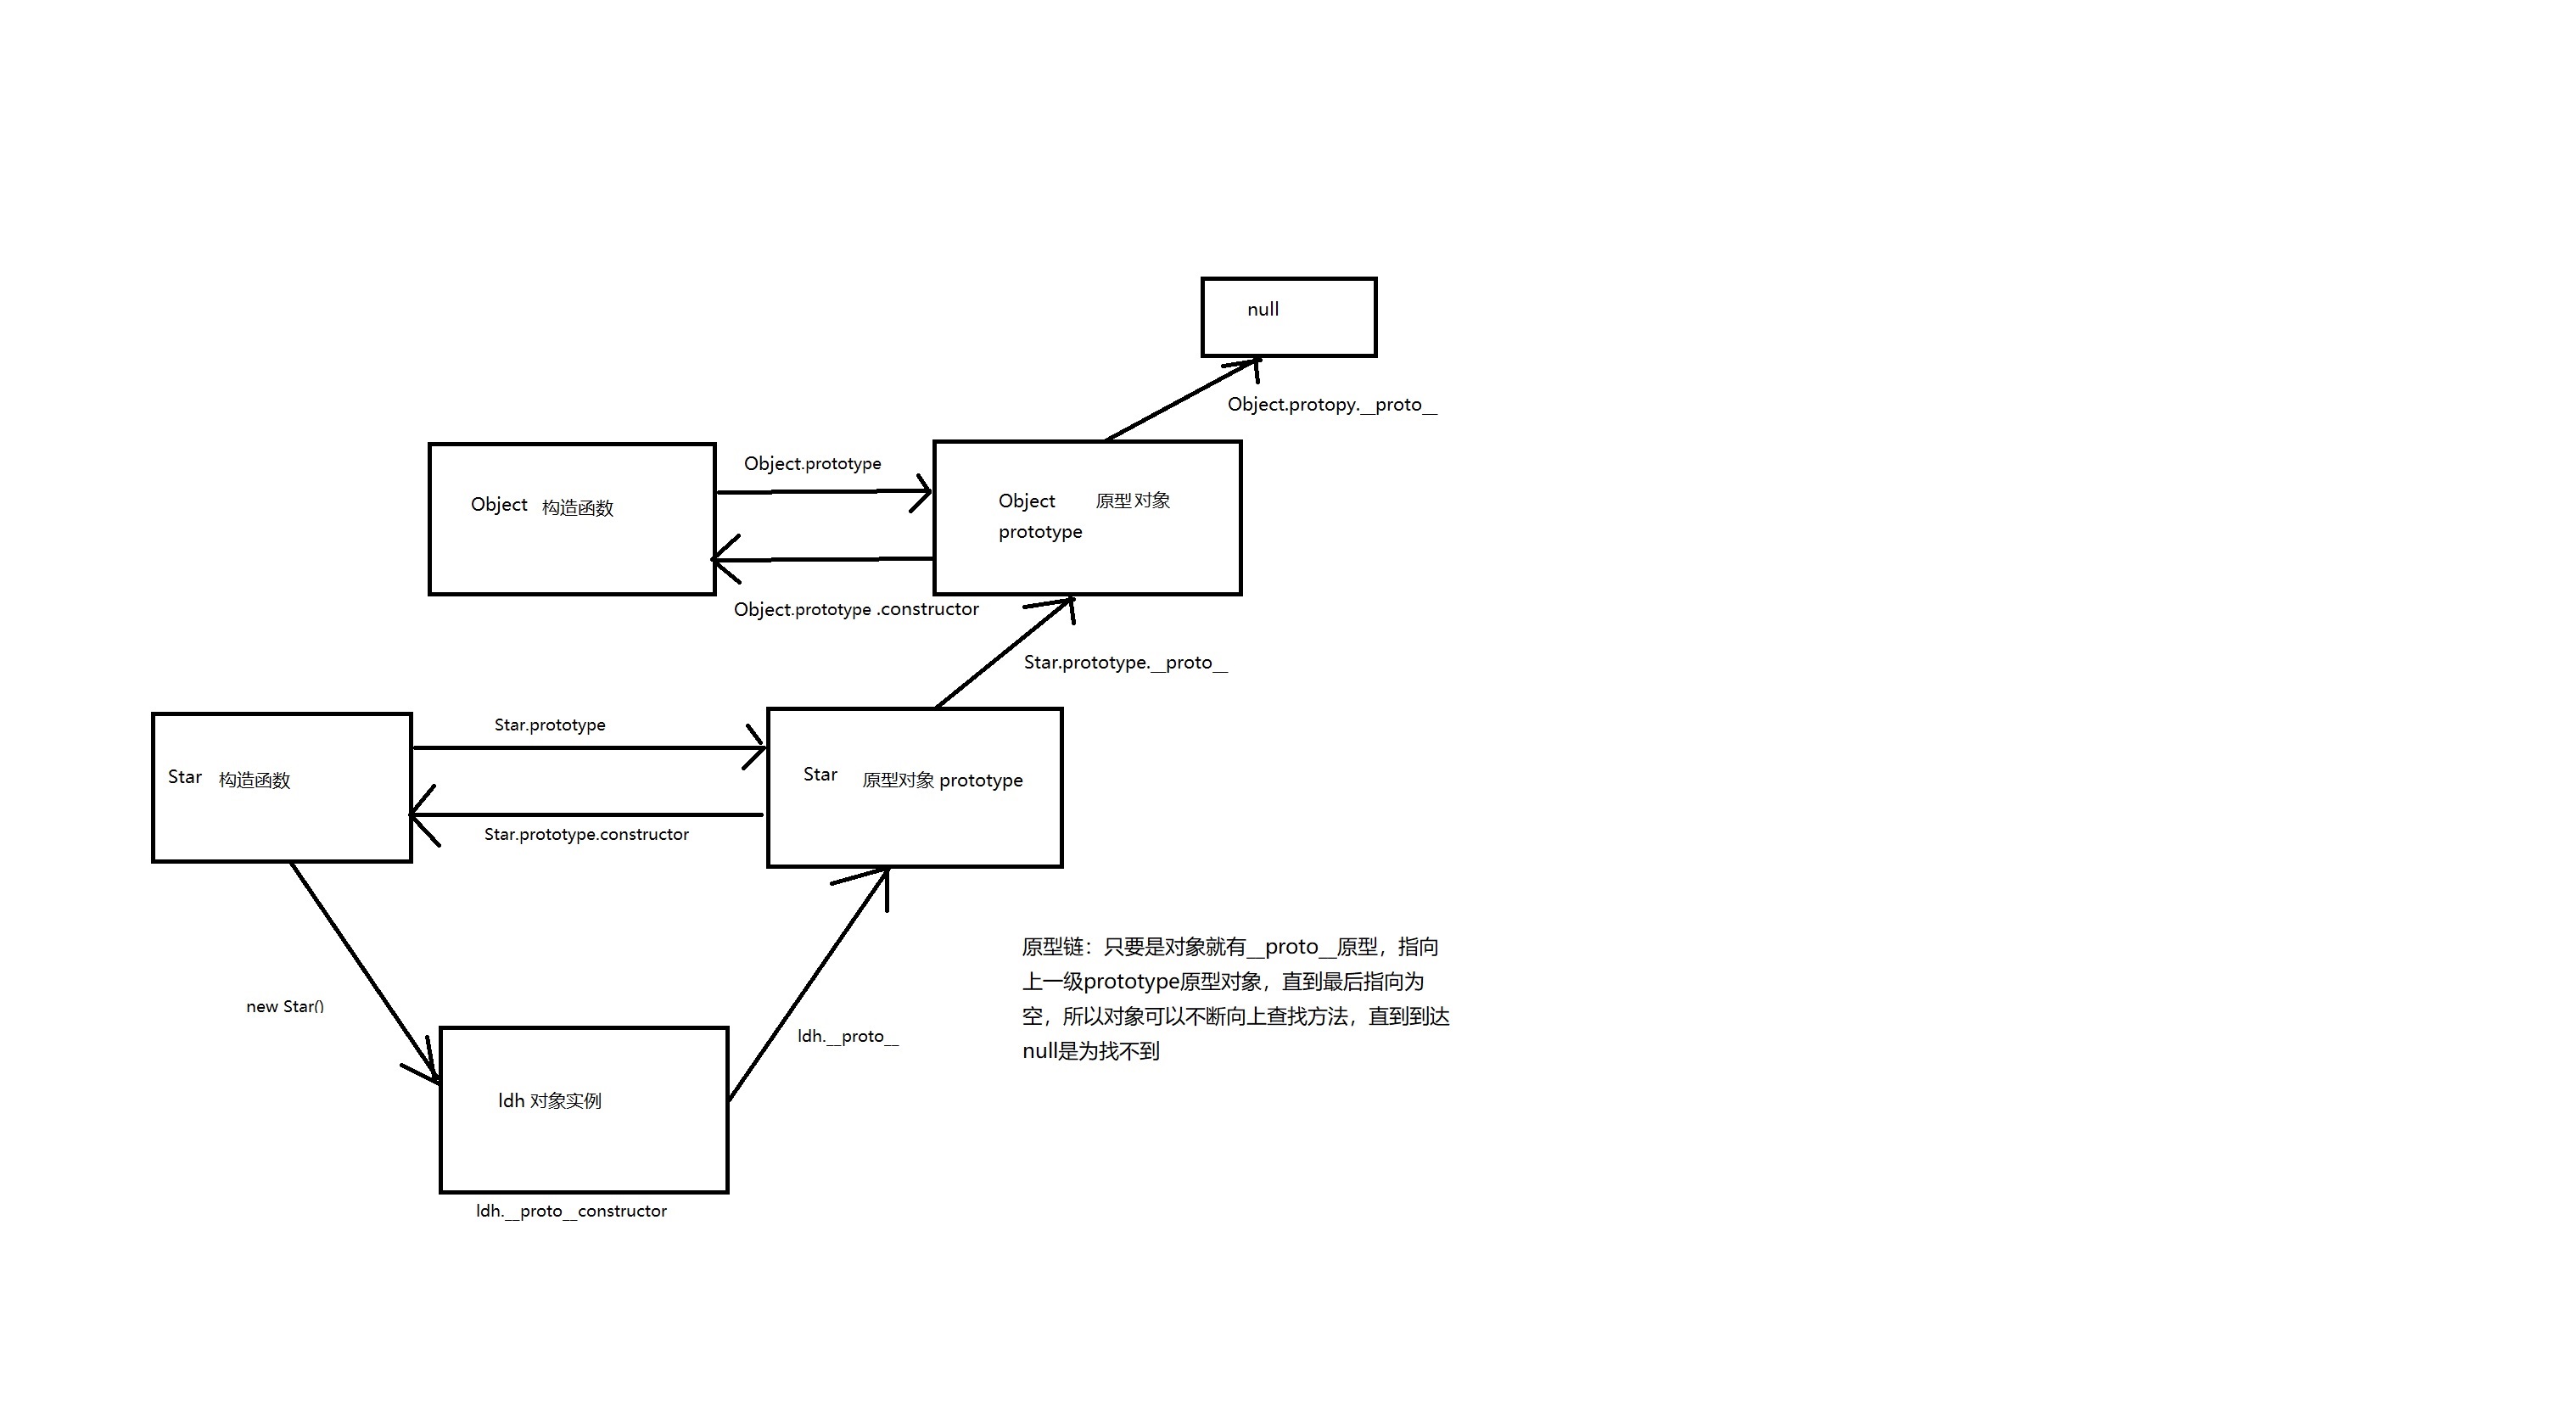 null
Object.protopy.__proto__
Object.prototype
Object 构造函数
Object 原型对象
prototype
Object.prototype .constructor
Star.prototype.__proto__
Star.prototype
Star 构造函数
Star 原型对象 prototype
Star.prototype.constructor
原型链：只要是对象就有__proto__原型，指向
上一级prototype原型对象，直到最后指向为
空，所以对象可以不断向上查找方法，直到到达
null是为找不到
new Star()
ldh.__proto__
ldh 对象实例
ldh.__proto__constructor